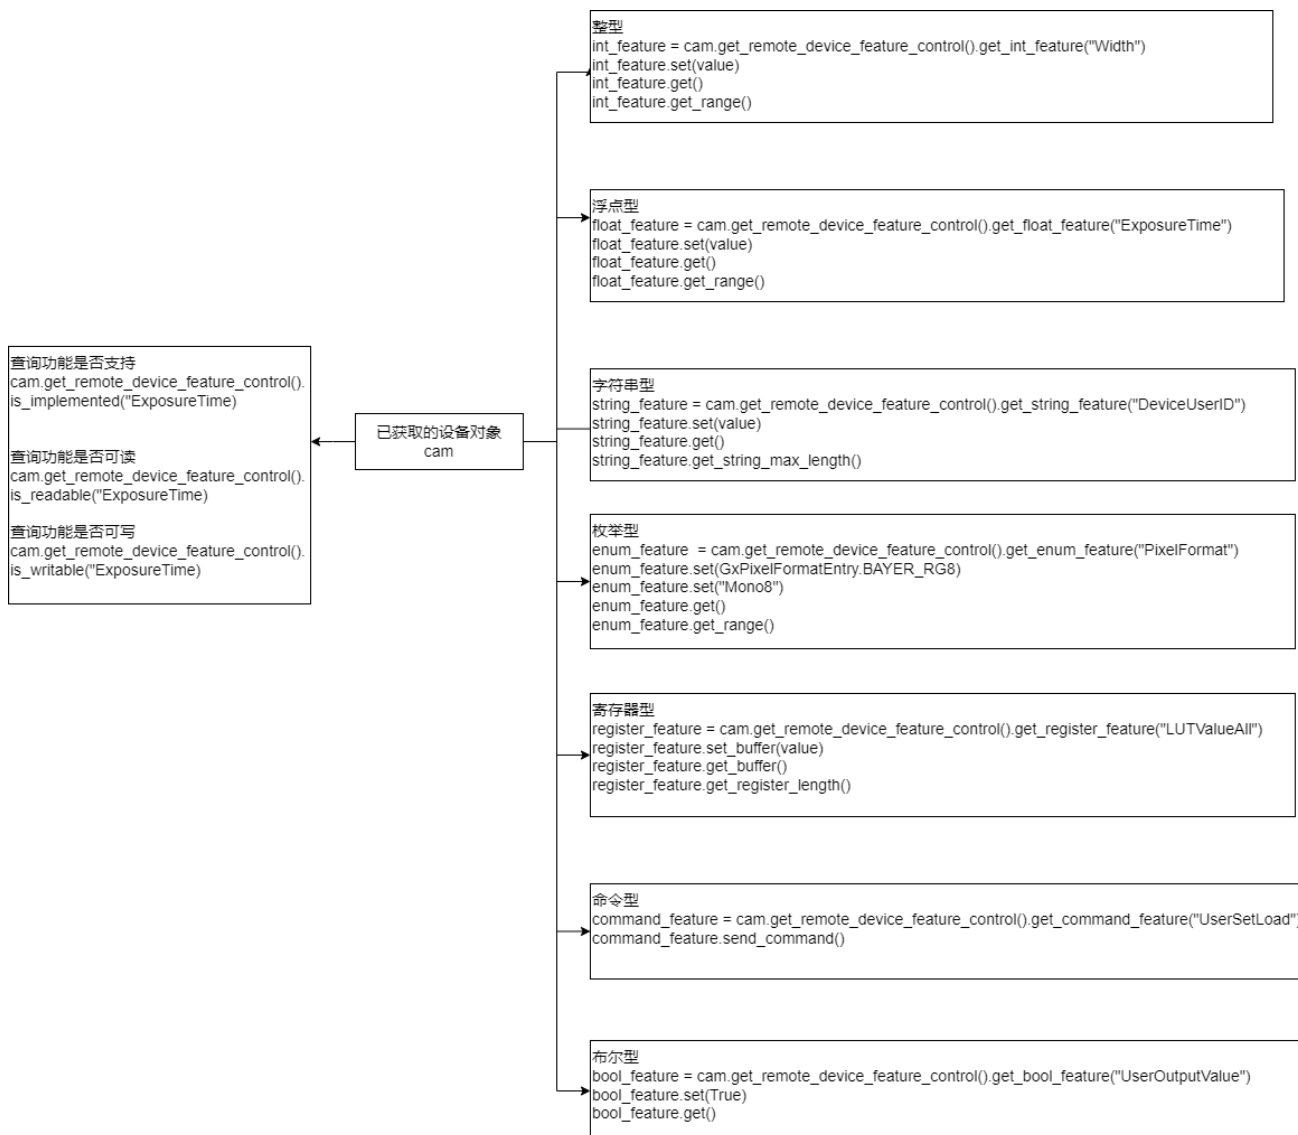 整型
int_feature = cam.get_remote_device_feature_control().get_int_feature("Width")
int_feature.set(value)
int_feature.get()
int_feature.get_range()
浮点型
float_feature = cam.get_remote_device_feature_control().get_float_feature("ExposureTime")
float_feature.set(value)
float_feature.get()
float_feature.get_range()
查询功能是否支持
cam.get_remote_device_feature_control().
is_implemented("ExposureTime)
查询功能是否可读
cam.get_remote_device_feature_control().
is_readable("ExposureTime)
查询功能是否可写
cam.get_remote_device_feature_control().
is_writable("ExposureTime)
已获取的设备对象
cam
字符串型
string_feature = cam.get_remote_device_feature_control().get_string_feature("DeviceUserID")
string_feature.set(value)
string_feature.get()
string_feature.get_string_max_length()
枚举型
enum_feature  = cam.get_remote_device_feature_control().get_enum_feature("PixelFormat")
enum_feature.set(GxPixelFormatEntry.BAYER_RG8)
enum_feature.set("Mono8")
enum_feature.get()
enum_feature.get_range()
寄存器型
register_feature = cam.get_remote_device_feature_control().get_register_feature("LUTValueAll")
register_feature.set_buffer(value)
register_feature.get_buffer()
register_feature.get_register_length()
命令型
command_feature = cam.get_remote_device_feature_control().get_command_feature("UserSetLoad")
command_feature.send_command()
布尔型
bool_feature = cam.get_remote_device_feature_control().get_bool_feature("UserOutputValue")
bool_feature.set(True)
bool_feature.get()